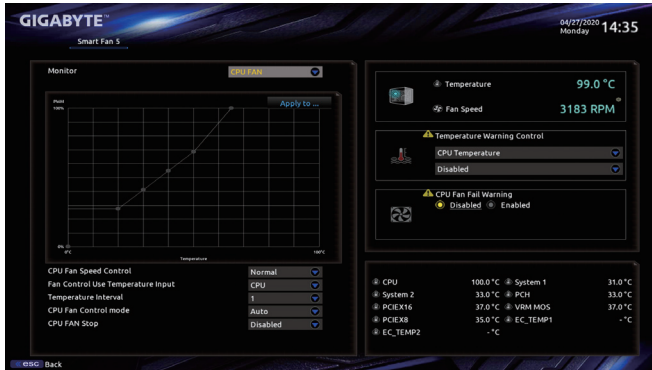 GIGABYTE™
04/27/2020 14:35
Monday
Smart Fan 5
Monitor CPU FAN
Apply to ...
PWM
100%
0%
0°C 100°C
Temperature
CPU Fan Speed Control Normal
Fan Control Use Temperature Input CPU
Temperature Interval 1
CPU Fan Control mode Auto
CPU FAN Stop Disabled
Temperature 99.0 °C
Fan Speed 3183 RPM
Temperature Warning Control
CPU Temperature
Disabled
CPU Fan Fail Warning
Disabled Enabled
CPU 100.0°C System 1 31.0°C
System 2 33.0°C PCH 33.0°C
PCIEX16 37.0°C VRM MOS 37.0°C
PCIEX8 35.0°C EC_TEMP1 -°C
EC_TEMP2 -°C
esc Back